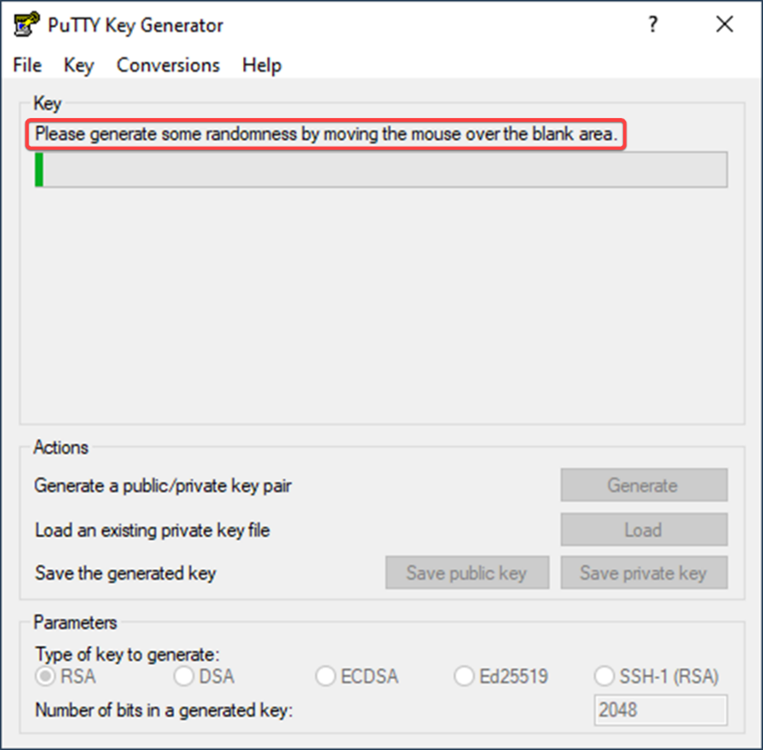 PuTTY Key Generator
?
File Key Conversions Help
Key
Please generate some randomness by moving the mouse over the blank area.
Actions
Generate a public/private key pair Generate
Load an existing private key file Load
Save the generated key Save public key Save private key
Parameters
Type of key to generate:
RSA DSA ECDSA Ed25519 SSH-1 (RSA)
Number of bits in a generated key: 2048